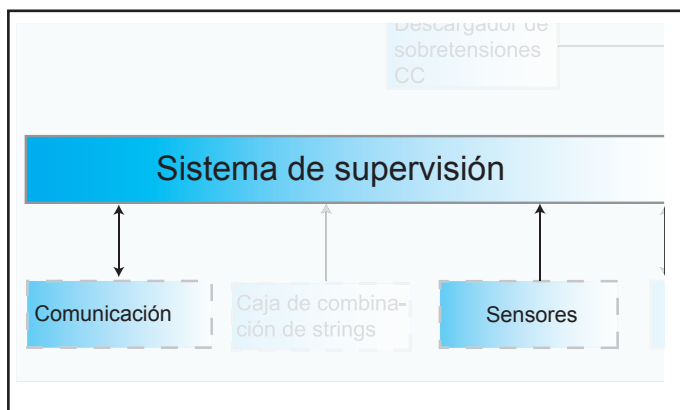 Descargador de
sobretensiones
CC
Sistema de supervisión
Comunicación
Caja de combina-
ción de strings
Sensores